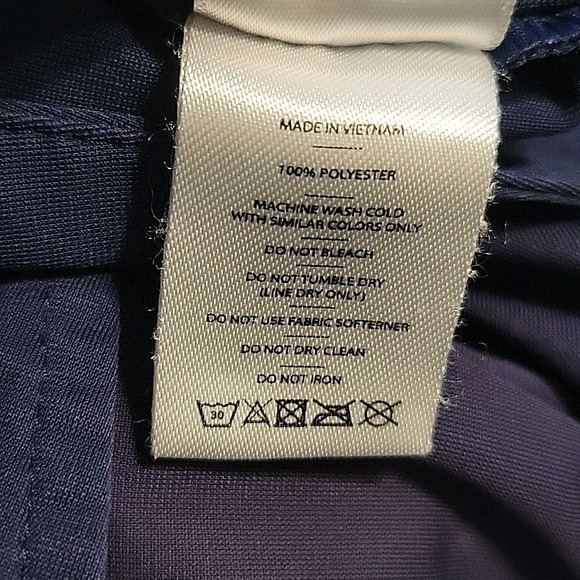 MADE IN VIETNAM
100% POLYESTER
MACHINE WASH COLD
WITH SIMILAR COLORS ONLY
DO NOT BLEACH
DO NOT TUMBLE DRY
(LINE DRY ONLY)
DO NOT USE FABRIC SOFTERNER
DO NOT DRY CLEAN
DO NOT IRON
30